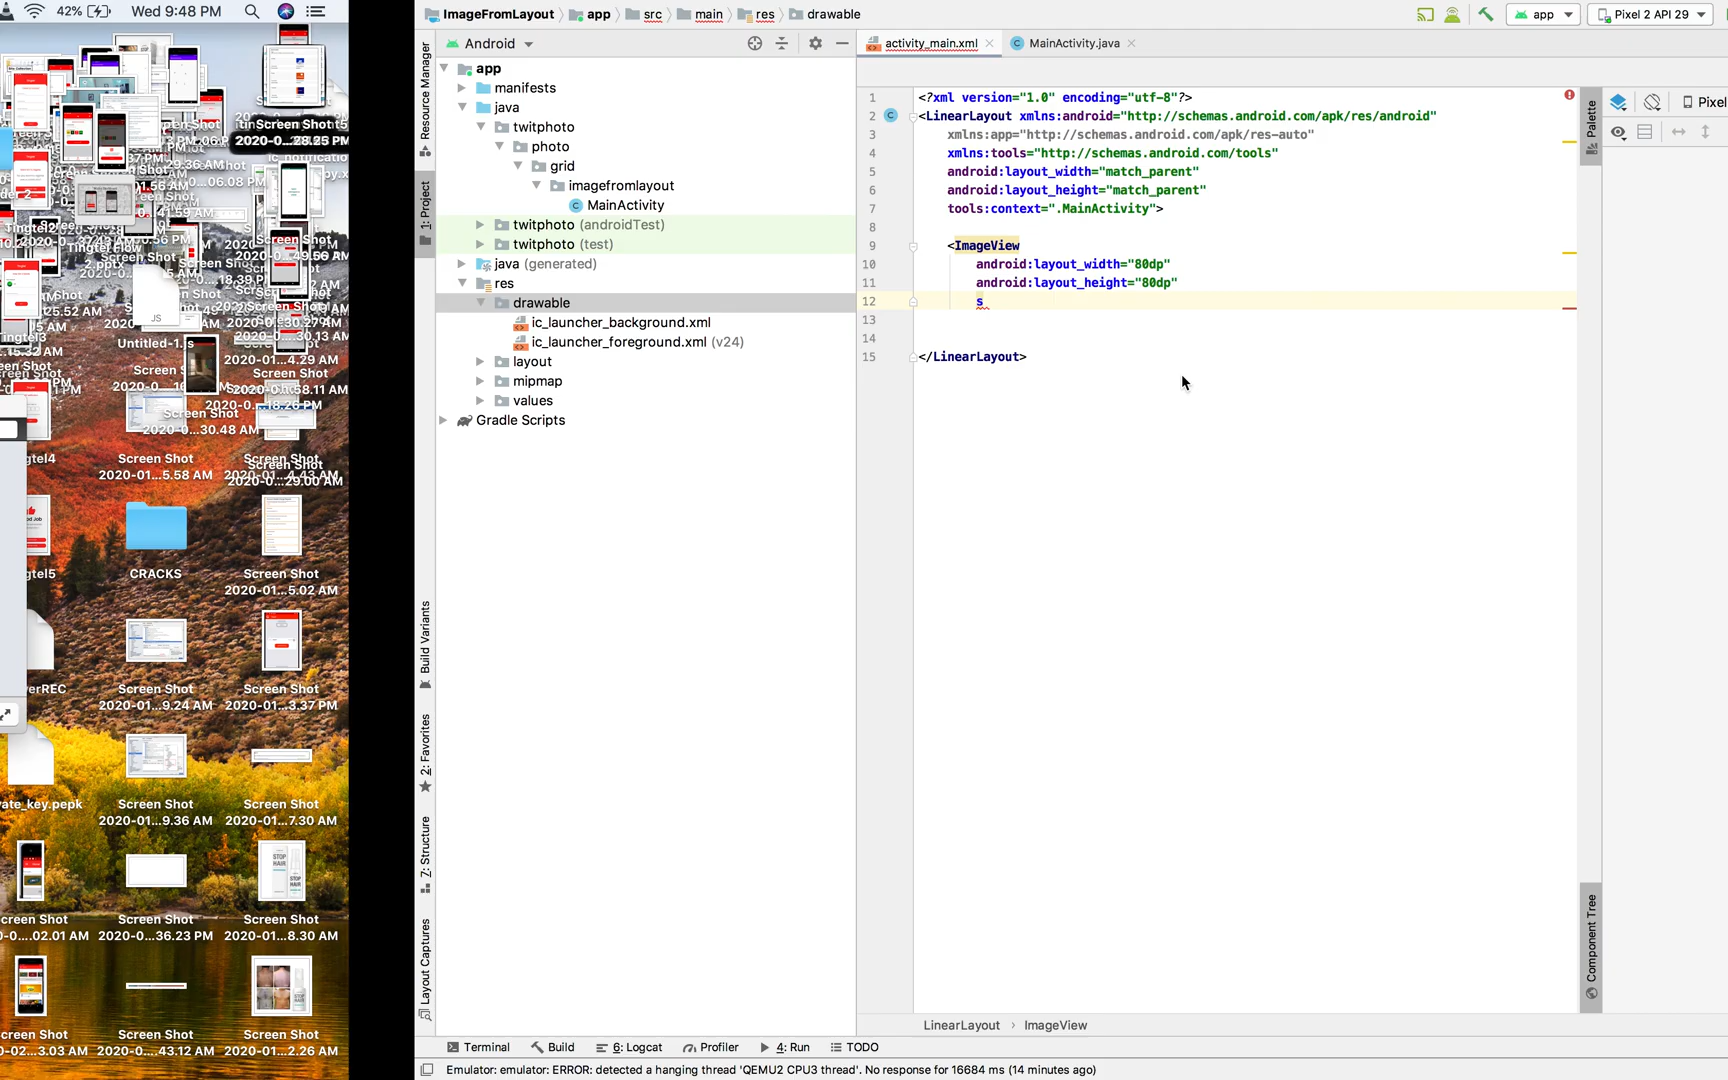 42%
Wed 9:48 PM
ImageFromLayout
app
src
main
res
drawable
app
Pixel 2 API 29
Android
activity_main.xml
MainActivity.java
Resource Manager
1: Project
Build Variants
2: Favorites
7: Structure
Layout Captures
app
manifests
java
twitphoto
photo
grid
imagefromlayout
MainActivity
twitphoto (androidTest)
twitphoto (test)
java (generated)
res
drawable
ic_launcher_background.xml
ic_launcher_foreground.xml (v24)
layout
mipmap
values
Gradle Scripts
1 <?xml version="1.0" encoding="utf-8"?>
2 <LinearLayout xmlns:android="http://schemas.android.com/apk/res/android"
3 xmlns:app="http://schemas.android.com/apk/res-auto"
4 xmlns:tools="http://schemas.android.com/tools"
5 android:layout_width="match_parent"
6 android:layout_height="match_parent"
7 tools:context=".MainActivity">
8
9 <ImageView
10 android:layout_width="80dp"
11 android:layout_height="80dp"
12 s
13
14
15 </LinearLayout>
Palette
Pixel
Component Tree
LinearLayout › ImageView
Terminal
Build
6: Logcat
Profiler
4: Run
TODO
Emulator: emulator: ERROR: detected a hanging thread 'QEMU2 CPU3 thread'. No response for 16684 ms (14 minutes ago)
Screen Shot
JS
Untitled-1.js
Screen Shot
2020-01...5.58 AM
CRACKS
Screen Shot
2020-01...5.02 AM
Screen Shot
2020-01...9.24 AM
Screen Shot
2020-01...3.37 PM
Screen Shot
2020-01...9.36 AM
Screen Shot
2020-01...7.30 AM
Screen Shot
2020-0...36.23 PM
STOP
HAIR
Screen Shot
2020-01...8.30 AM
Screen Shot
2020-0....43.12 AM
Screen Shot
2020-01...2.26 AM